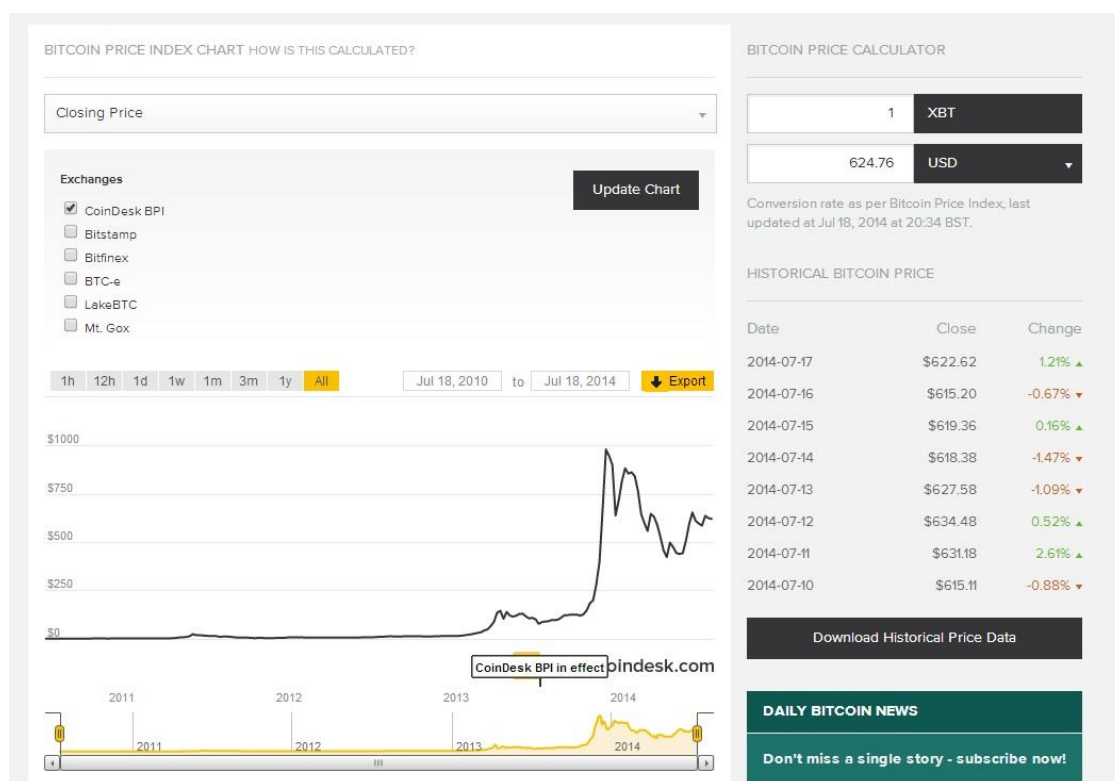 BITCOIN PRICE INDEX CHART HOW IS THIS CALCULATED?
Closing Price
Exchanges
Update Chart
CoinDesk BPI
Bitstamp
Bitfinex
BTC-e
LakeBTC
Mt. Gox
1h 12h 1d 1w 1m 3m 1y All Jul 18, 2010 to Jul 18, 2014 Export
$1000
$750
$500
$250
$0
CoinDesk BPI in effect oindesk.com
2011 2012 2013 2014
2011 2012 2013 2014
BITCOIN PRICE CALCULATOR
1 XBT
624.76 USD
Conversion rate as per Bitcoin Price Index, last
updated at Jul 18, 2014 at 20:34 BST.
HISTORICAL BITCOIN PRICE
Date Close Change
2014-07-17 $622.62 1.21%
2014-07-16 $615.20 -0.67%
2014-07-15 $619.36 0.16%
2014-07-14 $618.38 -1.47%
2014-07-13 $627.58 -1.09%
2014-07-12 $634.48 0.52%
2014-07-11 $631.18 2.61%
2014-07-10 $615.11 -0.88%
Download Historical Price Data
DAILY BITCOIN NEWS
Don't miss a single story - subscribe now!